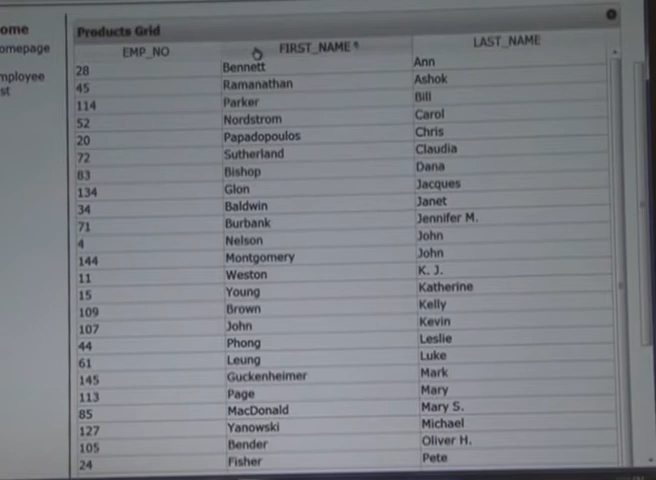 ome
omepage
mployee
st
Products Grid
EMP_NO FIRST_NAME LAST_NAME
28 Bennett Ann
45 Ramanathan Ashok
114 Parker Bill
52 Nordstrom Carol
20 Papadopoulos Chris
72 Sutherland Claudia
83 Bishop Dana
134 Glon Jacques
34 Baldwin Janet
71 Burbank Jennifer M.
4 Nelson John
144 Montgomery John
11 Weston K. J.
15 Young Katherine
109 Brown Kelly
107 John Kevin
44 Phong Leslie
61 Leung Luke
145 Guckenheimer Mark
113 Page Mary
85 MacDonald Mary S.
127 Yanowski Michael
105 Bender Oliver H.
24 Fisher Pete